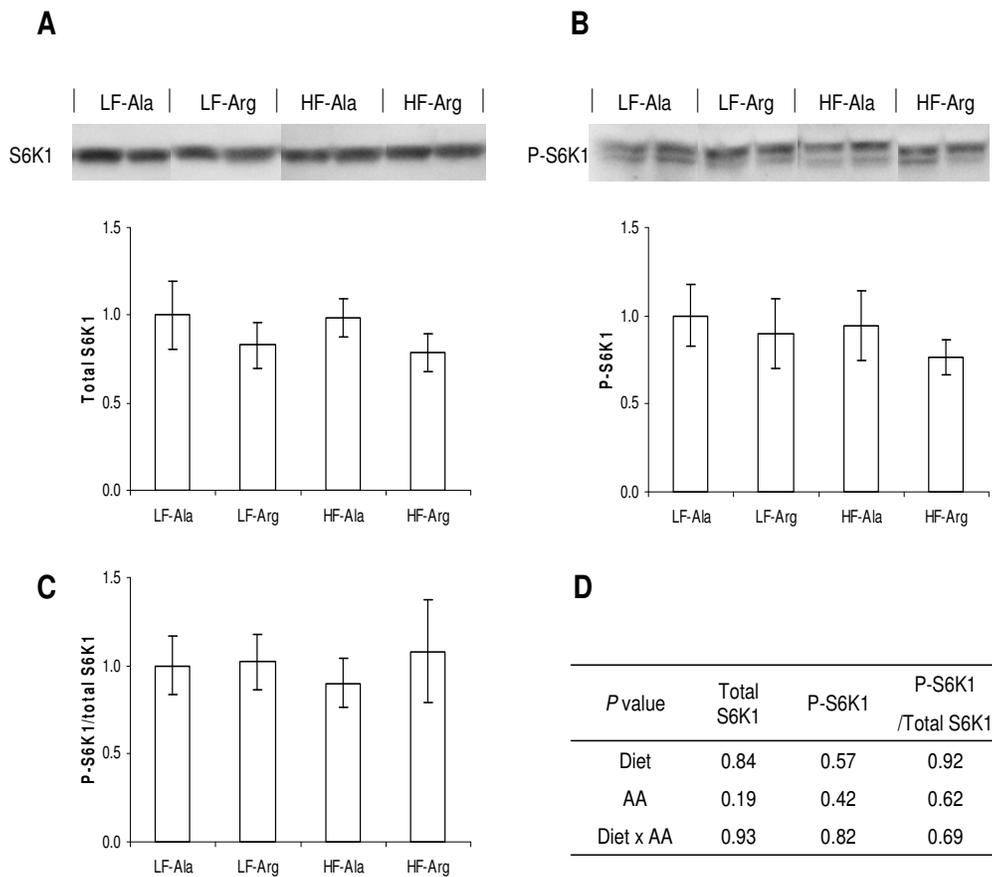 A
B
LF-Ala LF-Arg HF-Ala HF-Arg
S6K1
LF-Ala LF-Arg HF-Ala HF-Arg
P-S6K1
Total S6K1
1.5
1.0
0.5
0.0
LF-Ala LF-Arg HF-Ala HF-Arg
P-S6K1
1.5
1.0
0.5
0.0
LF-Ala LF-Arg HF-Ala HF-Arg
C
P-S6K1/total S6K1
1.5
1.0
0.5
0.0
LF-Ala LF-Arg HF-Ala HF-Arg
D
P value Total S6K1 P-S6K1 P-S6K1 /Total S6K1
Diet 0.84 0.57 0.92
AA 0.19 0.42 0.62
Diet x AA 0.93 0.82 0.69